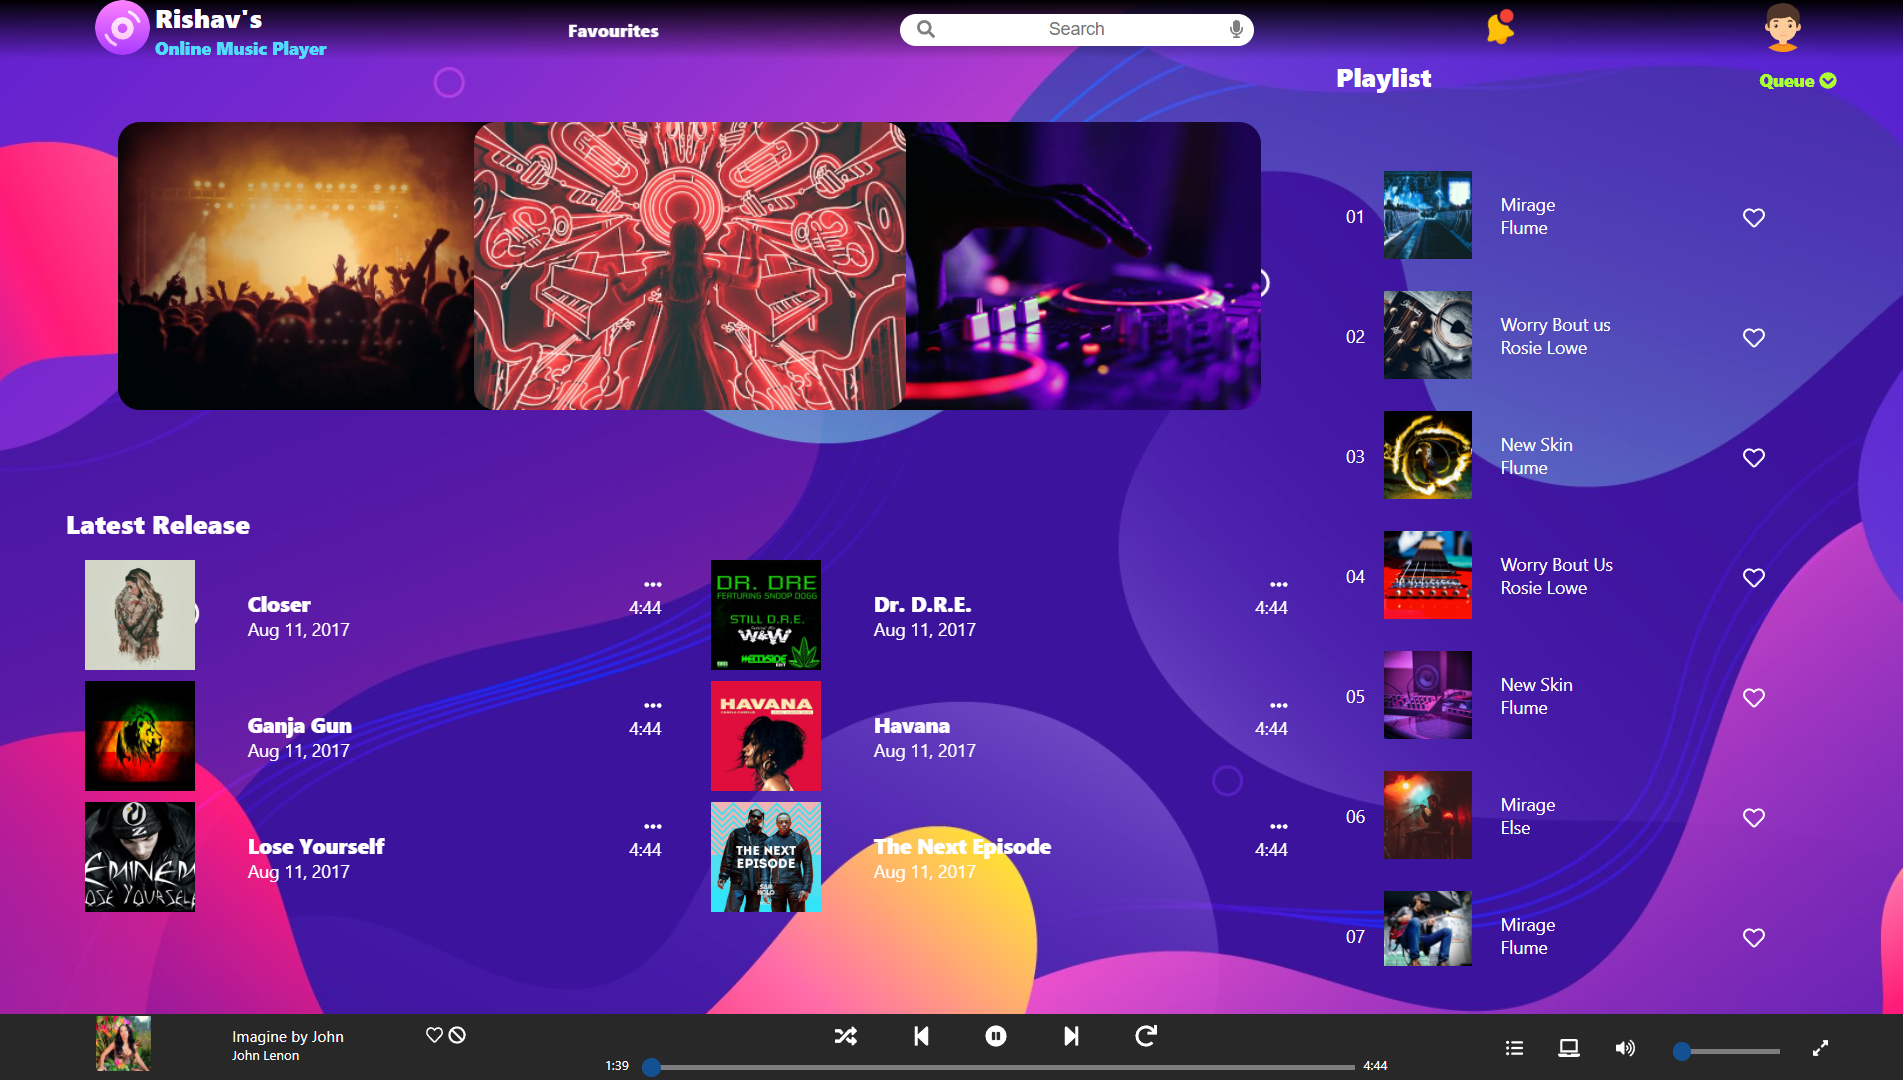 Rishav's
Online Music Player
Favourites
Search
Playlist
Queue
01
Mirage
Flume
02
Worry Bout us
Rosie Lowe
03
New Skin
Flume
04
Worry Bout Us
Rosie Lowe
05
New Skin
Flume
06
Mirage
Else
07
Mirage
Flume
Latest Release
Closer
Aug 11, 2017
4:44
DR. DRE
FEATURING SNOOP DOGG
STILL D.R.E.
W&W
EDIT
Dr. D.R.E.
Aug 11, 2017
4:44
Ganja Gun
Aug 11, 2017
4:44
HAVANA
Havana
Aug 11, 2017
4:44
EMINEM
LOSE YOURSELF
Lose Yourself
Aug 11, 2017
4:44
THE NEXT
EPISODE
The Next Episode
Aug 11, 2017
4:44
Imagine by John
John Lenon
1:39
4:44